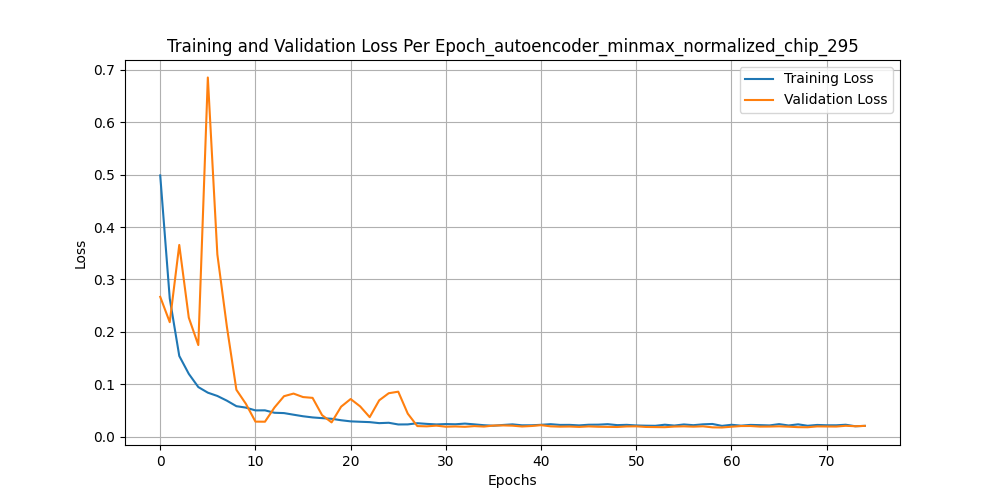 Training and Validation Loss Per Epoch_autoencoder_minmax_normalized_chip_295
Training Loss
Validation Loss
Loss
0.7
0.6
0.5
0.4
0.3
0.2
0.1
0.0
0 10 20 30 40 50 60 70
Epochs